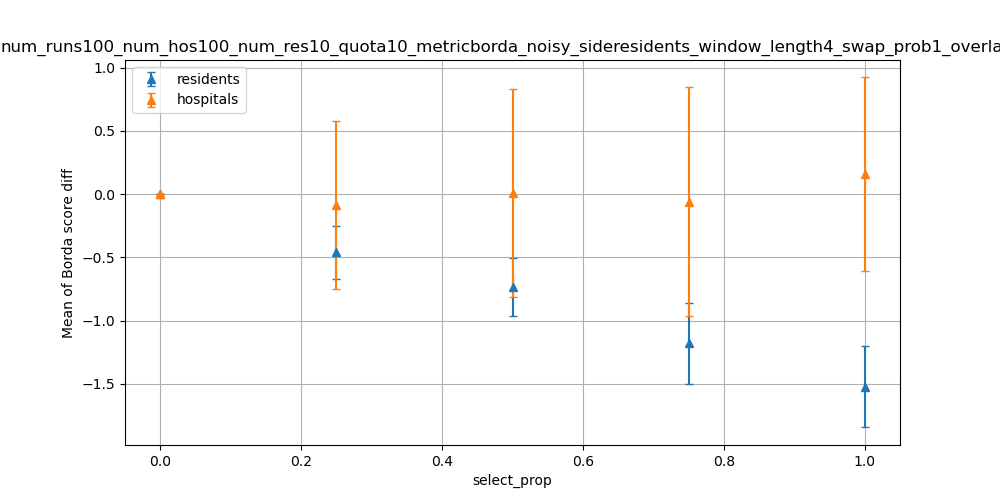 num_runs100_num_hos100_num_res10_quota10_metricborda_noisy_sideresidents_window_length4_swap_prob1_overla
residents
hospitals
1.0
0.5
0.0
−0.5
−1.0
−1.5
Mean of Borda score diff
0.0 0.2 0.4 0.6 0.8 1.0
select_prop